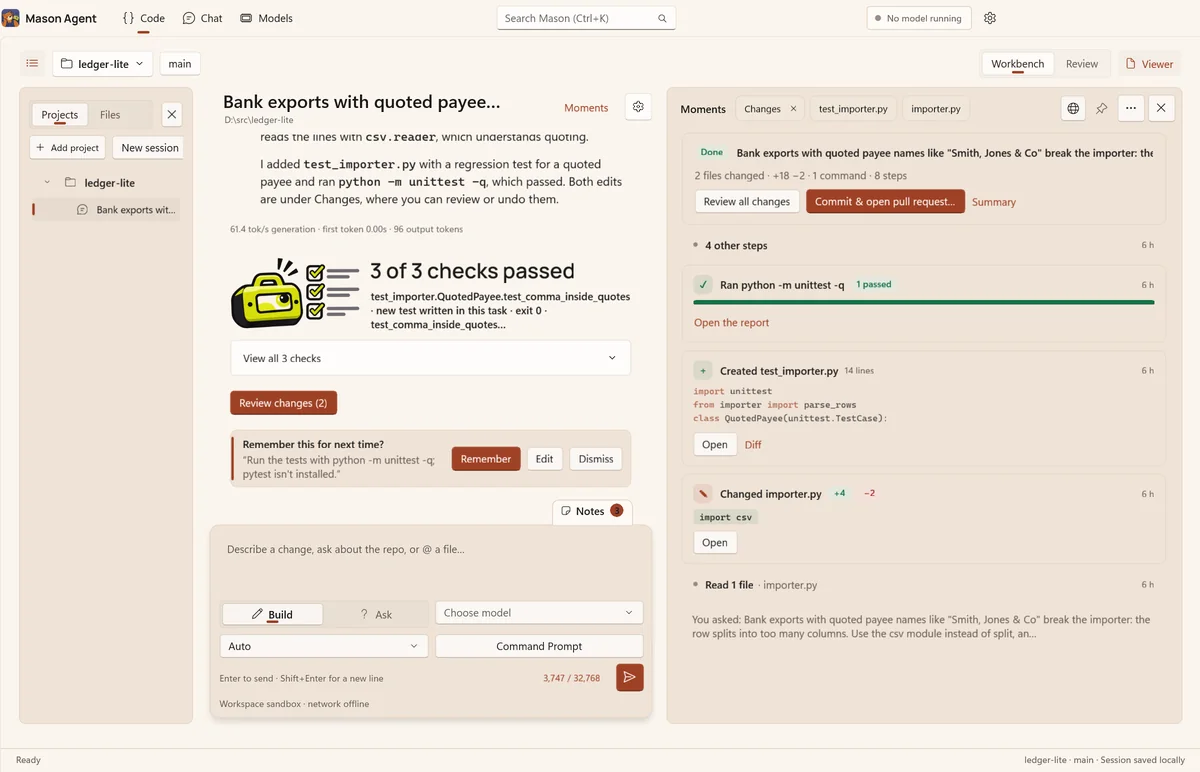 Mason Agent
{} Code
Chat
Models
Search Mason (Ctrl+K)
No model running
ledger-lite
main
Workbench
Review
Viewer
Projects
Files
+ Add project
New session
ledger-lite
Bank exports wit...
Bank exports with quoted payee...
D:\src\ledger-lite
Moments
reads the lines with csv.reader, which understands quoting.
I added test_importer.py with a regression test for a quoted
payee and ran python -m unittest -q, which passed. Both edits
are under Changes, where you can review or undo them.
61.4 tok/s generation · first token 0.00s · 96 output tokens
3 of 3 checks passed
test_importer.QuotedPayee.test_comma_inside_quotes
· new test written in this task · exit 0 ·
test_comma_inside_quotes...
View all 3 checks
Review changes (2)
Remember this for next time?
"Run the tests with python -m unittest -q;
pytest isn't installed."
Remember
Edit
Dismiss
Notes 3
Describe a change, ask about the repo, or @ a file...
Build
? Ask
Choose model
Auto
Command Prompt
Enter to send · Shift+Enter for a new line
3,747 / 32,768
Workspace sandbox · network offline
Moments
Changes ×
test_importer.py
importer.py
Done Bank exports with quoted payee names like "Smith, Jones & Co" break the importer: the
2 files changed · +18 −2 · 1 command · 8 steps
Review all changes
Commit & open pull request...
Summary
4 other steps 6 h
Ran python -m unittest -q 1 passed 6 h
Open the report
+ Created test_importer.py 14 lines 6 h
import unittest
from importer import parse_rows
class QuotedPayee(unittest.TestCase):
Open
Diff
Changed importer.py +4 −2 6 h
import csv
Open
Read 1 file · importer.py 6 h
You asked: Bank exports with quoted payee names like "Smith, Jones & Co" break the importer: the
row splits into too many columns. Use the csv module instead of split, an...
Ready
ledger-lite · main · Session saved locally